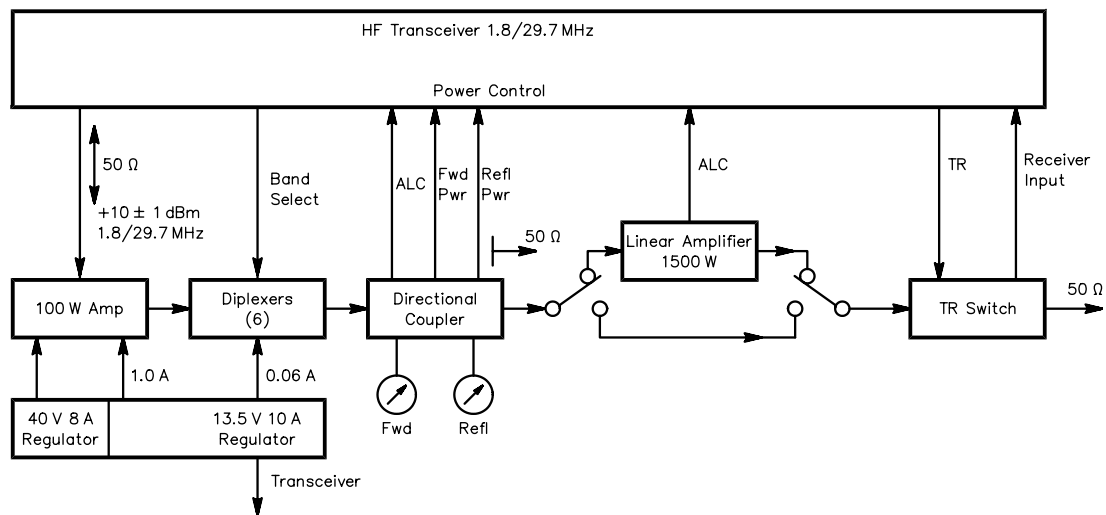 HF Transceiver 1.8/29.7 MHz
Power Control
50 Ω
+10 ± 1 dBm
1.8/29.7 MHz
Band
Select
ALC
Fwd
Pwr
Refl
Pwr
50 Ω
ALC
TR
Receiver
Input
100 W Amp
Diplexers
(6)
Directional
Coupler
Linear Amplifier
1500 W
TR Switch
50 Ω
1.0 A
0.06 A
40 V 8 A
Regulator
13.5 V 10 A
Regulator
Fwd
Refl
Transceiver